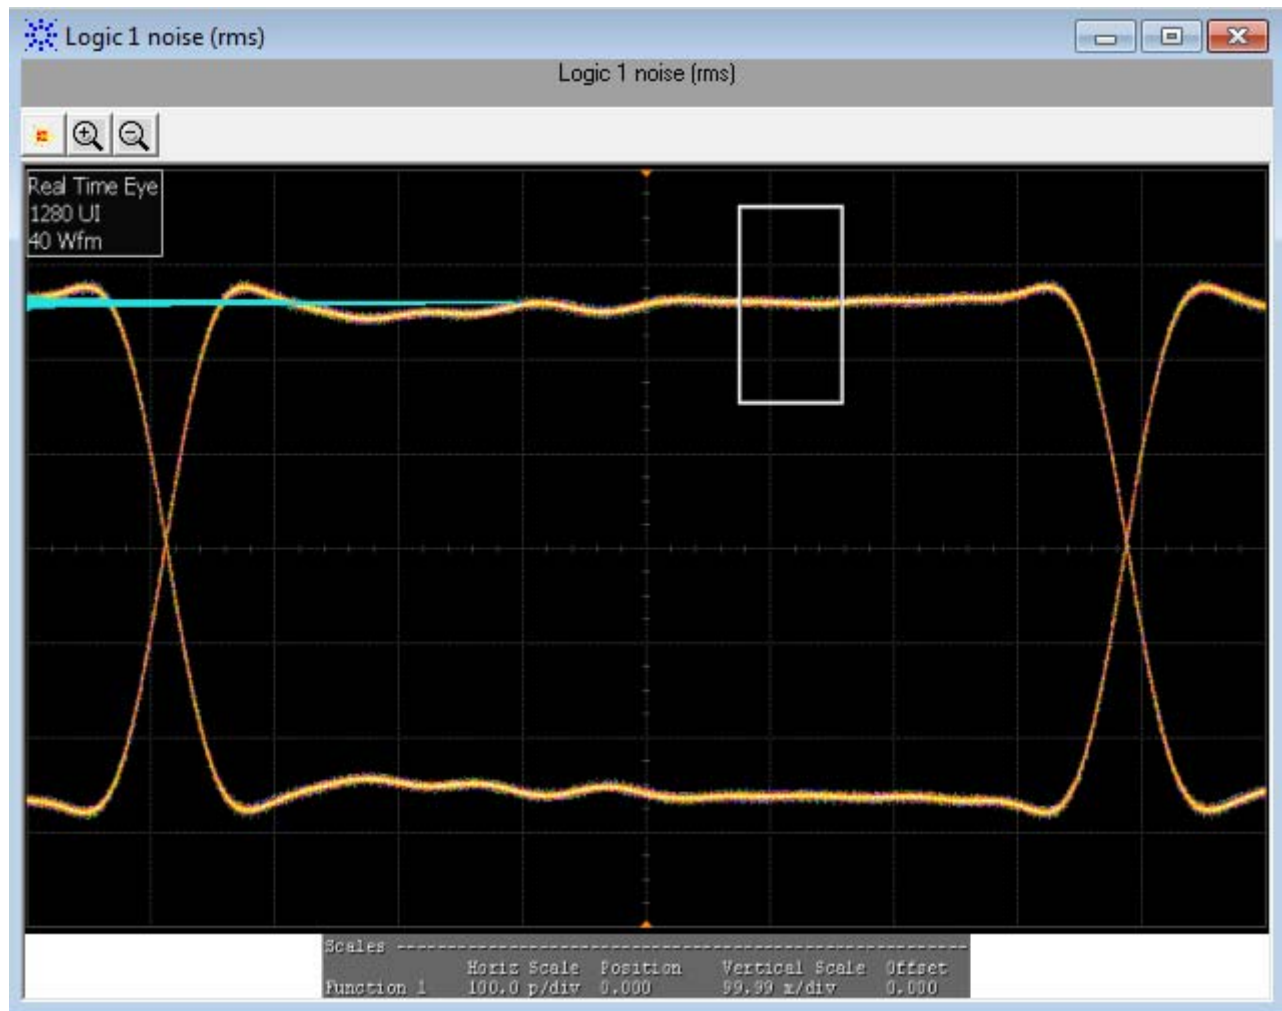 Logic 1 noise (rms)
Logic 1 noise (rms)
Real Time Eye
1280 UI
40 Wfm
Scales ----------------------------------------------------------
Horiz Scale Position Vertical Scale Offset
Function 1 100.0 p/div 0.000 99.99 x/div 0.000